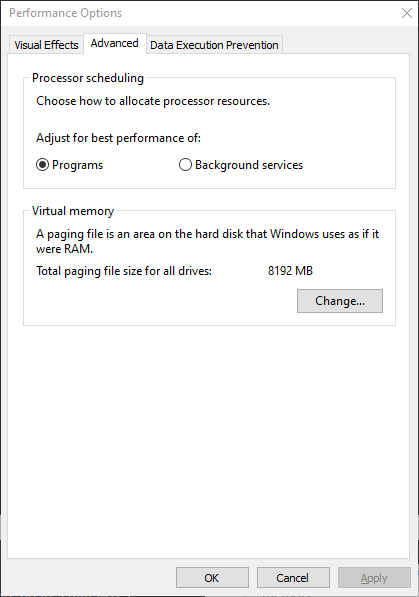 Performance Options
Visual Effects Advanced Data Execution Prevention
Processor scheduling
Choose how to allocate processor resources.
Adjust for best performance of:
Programs Background services
Virtual memory
A paging file is an area on the hard disk that Windows uses as if it
were RAM.
Total paging file size for all drives: 8192 MB
Change...
OK Cancel Apply